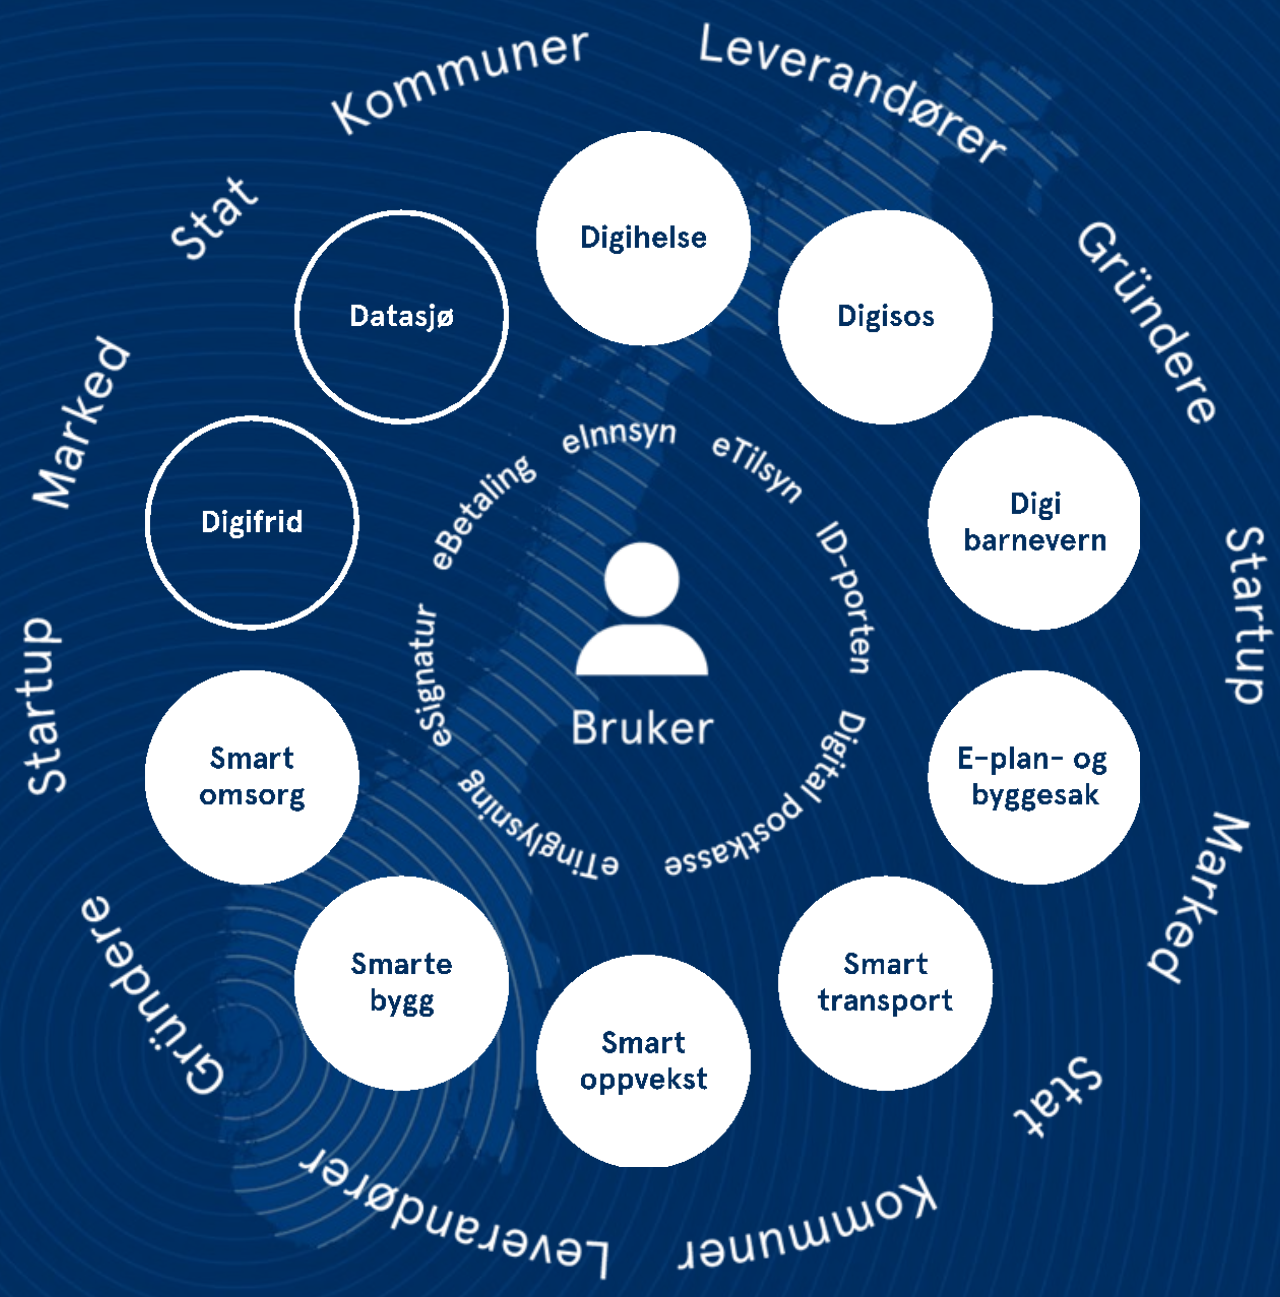 Kommuner
Leverandører
Gründere
Startup
Marked
Stat
Kommuner
Leverandører
Gründere
Startup
Marked
Stat
Digihelse
Digisos
Digi
barnevern
E-plan- og
byggesak
Smart
transport
Smart
oppvekst
Smarte
bygg
Smart
omsorg
Digifrid
Datasjø
eInnsyn
eTilsyn
ID-porten
Digital postkasse
eTinglysning
eSignatur
eBetaling
Bruker